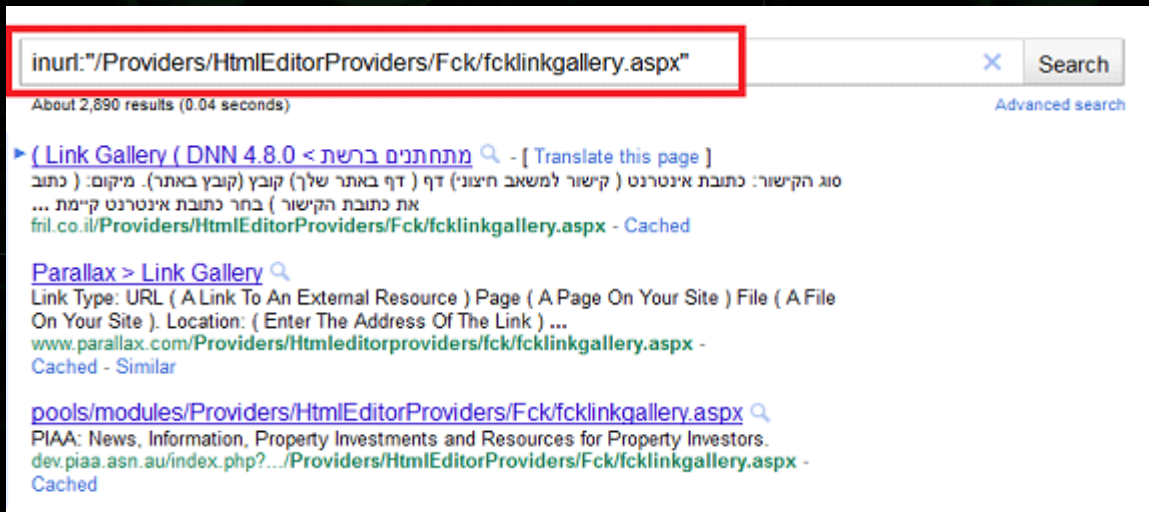 inurl:"/Providers/HtmlEditorProviders/Fck/fcklinkgallery.aspx"
Search
About 2,890 results (0.04 seconds)
Advanced search
( Link Gallery ( DNN 4.8.0 < מתחתנים ברשת - [ Translate this page ]
סוג הקישור: כתובת אינטרנט ( קישור למשאב חיצוני) דף ( דף באתר שלך) קובץ (קובץ באתר). מיקום: ( כתוב
את כתובת הקישור ) בחר כתובת אינטרנט קיימת ...
fril.co.il/Providers/HtmlEditorProviders/Fck/fcklinkgallery.aspx - Cached
Parallax > Link Gallery
Link Type: URL ( A Link To An External Resource ) Page ( A Page On Your Site ) File ( A File
On Your Site ). Location: ( Enter The Address Of The Link ) ...
www.parallax.com/Providers/Htmleditorproviders/fck/fcklinkgallery.aspx -
Cached - Similar
pools/modules/Providers/HtmlEditorProviders/Fck/fcklinkgallery.aspx
PIAA: News, Information, Property Investments and Resources for Property Investors.
dev.piaa.asn.au/index.php?.../Providers/HtmlEditorProviders/Fck/fcklinkgallery.aspx -
Cached